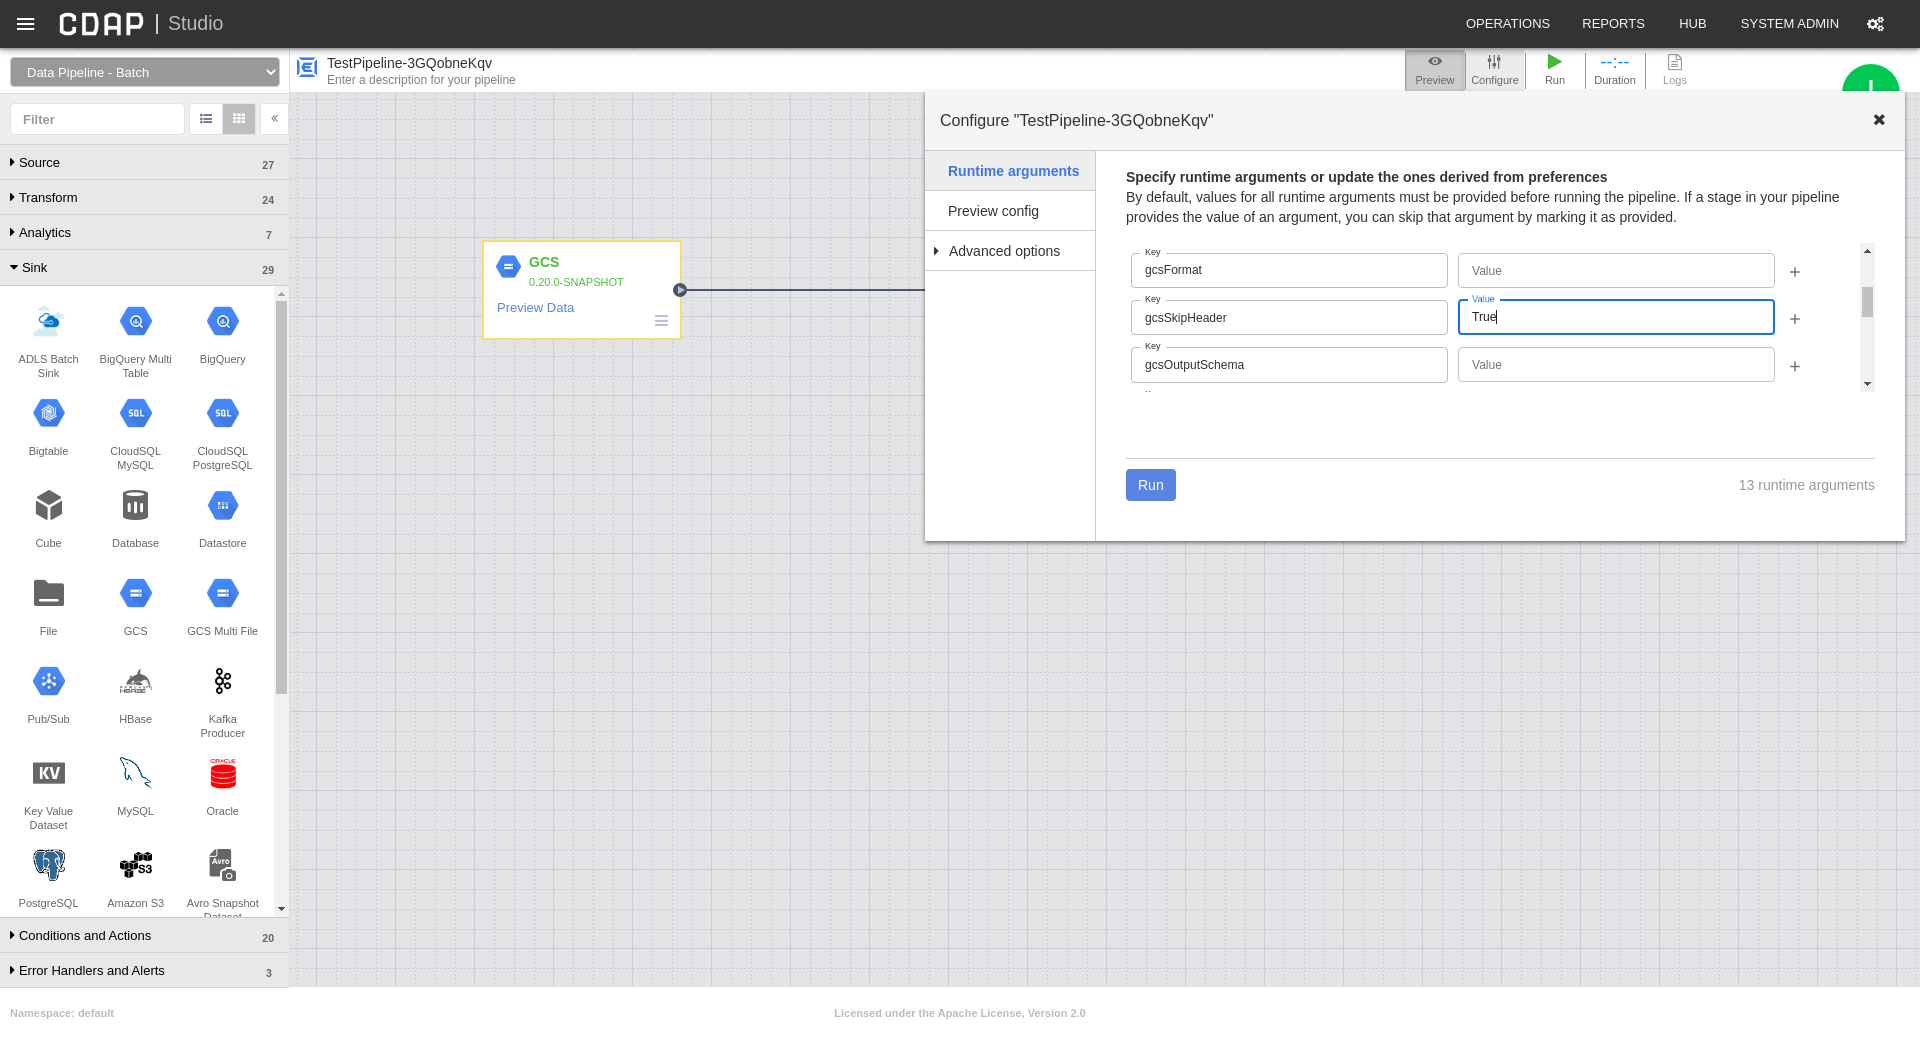 CDAP | Studio
OPERATIONS
REPORTS
HUB
SYSTEM ADMIN
Data Pipeline - Batch
TestPipeline-3GQobneKqv
Enter a description for your pipeline
Preview
Configure
Run
--:--
Duration
Logs
Filter
Source
27
Transform
24
Analytics
7
Sink
29
ADLS Batch
Sink
BigQuery Multi
Table
BigQuery
Bigtable
SQL
CloudSQL
MySQL
SQL
CloudSQL
PostgreSQL
Cube
Database
Datastore
File
GCS
GCS Multi File
Pub/Sub
HBASE
HBase
Kafka
Producer
KV
Key Value
Dataset
MySQL
ORACLE
Oracle
PostgreSQL
S3
Amazon S3
Avro
Avro Snapshot
Dataset
Conditions and Actions
20
Error Handlers and Alerts
3
GCS
0.20.0-SNAPSHOT
Preview Data
Configure "TestPipeline-3GQobneKqv"
Runtime arguments
Preview config
Advanced options
Specify runtime arguments or update the ones derived from preferences
By default, values for all runtime arguments must be provided before running the pipeline. If a stage in your pipeline
provides the value of an argument, you can skip that argument by marking it as provided.
Key
gcsFormat
Value
Key
gcsSkipHeader
Value
True
Key
gcsOutputSchema
Value
Run
13 runtime arguments
Namespace: default
Licensed under the Apache License, Version 2.0